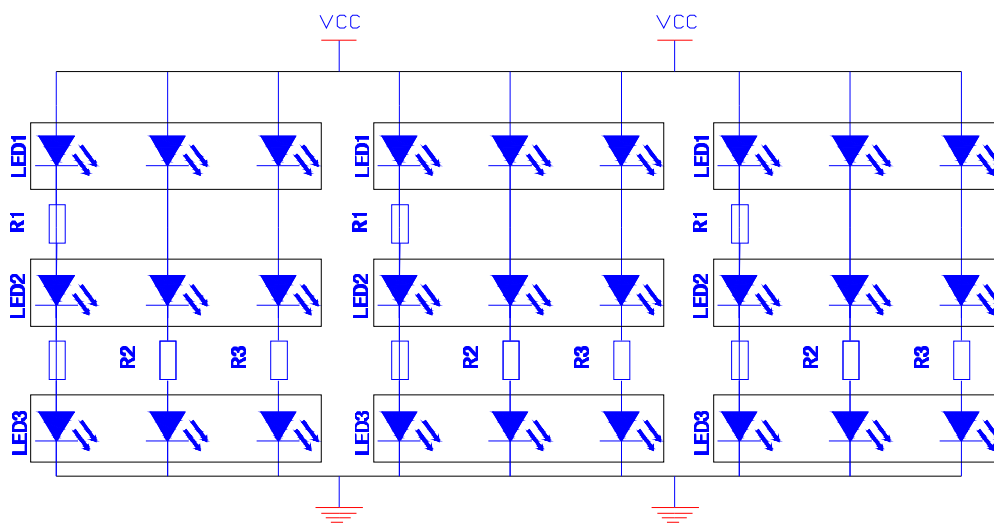 VCC VCC
LED1 LED1 LED1
R1 R1 R1
LED2 LED2 LED2
R2 R3 R2 R3 R2 R3
LED3 LED3 LED3